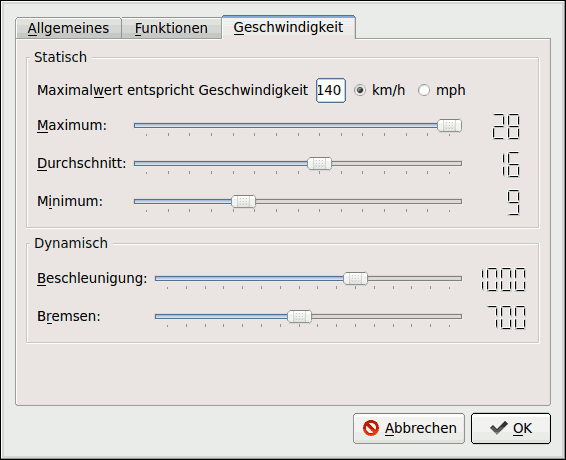 Allgemeines Funktionen Geschwindigkeit
Statisch
Maximalwert entspricht Geschwindigkeit 140 km/h mph
Maximum: 28
Durchschnitt: 16
Minimum: 9
Dynamisch
Beschleunigung: 1000
Bremsen: 700
Abbrechen OK